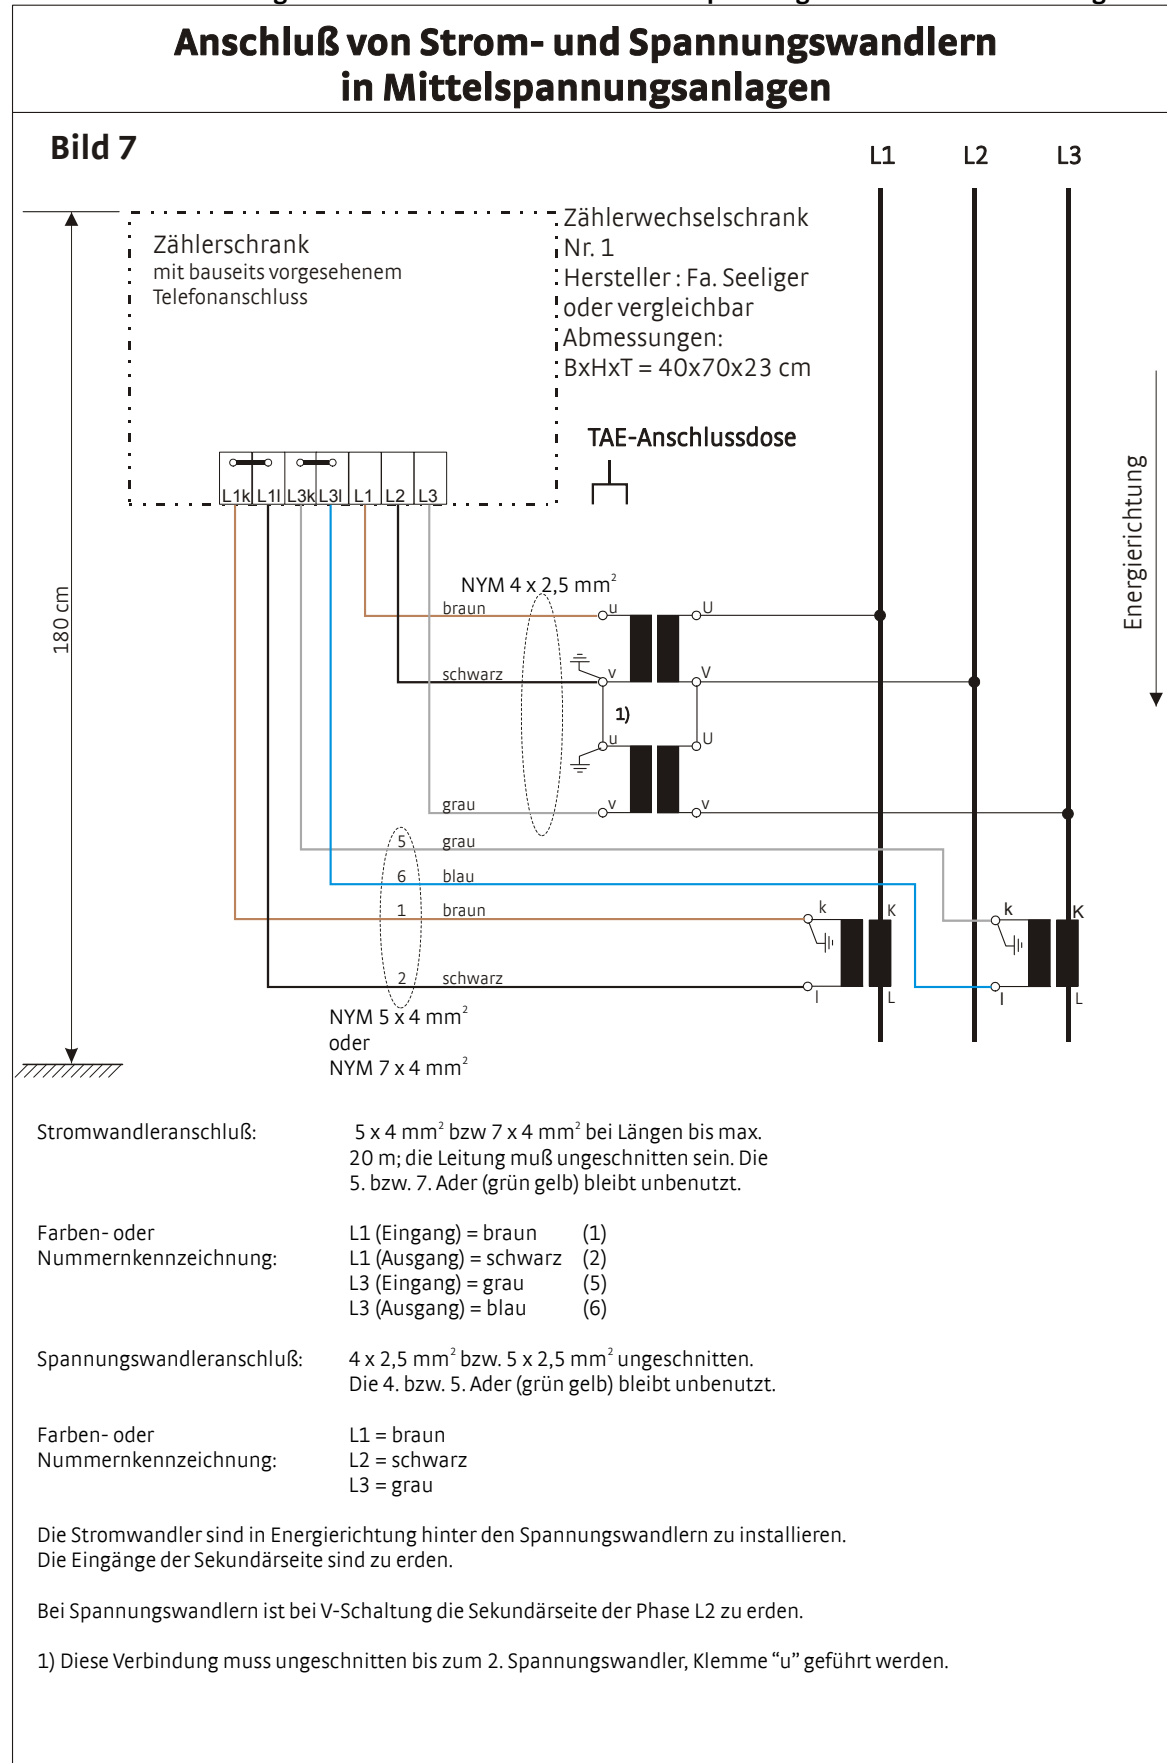 Anschluß von Strom- und Spannungswandlern
in Mittelspannungsanlagen
Bild 7
L1 L2 L3
Zählerschrank
mit bauseits vorgesehenem
Telefonanschluss
Zählerwechselschrank
Nr. 1
Hersteller : Fa. Seeliger
oder vergleichbar
Abmessungen:
BxHxT = 40x70x23 cm
TAE-Anschlussdose
Energierichtung
180 cm
L1k L1l L3k L3l L1 L2 L3
NYM 4 x 2,5 mm²
braun u U
schwarz v V
1)
u U
grau v v
5 grau
6 blau
1 braun k K k K
2 schwarz l L l L
NYM 5 x 4 mm²
oder
NYM 7 x 4 mm²
Stromwandleranschluß: 5 x 4 mm² bzw 7 x 4 mm² bei Längen bis max.
20 m; die Leitung muß ungeschnitten sein. Die
5. bzw. 7. Ader (grün gelb) bleibt unbenutzt.
Farben- oder L1 (Eingang) = braun (1)
Nummernkennzeichnung: L1 (Ausgang) = schwarz (2)
L3 (Eingang) = grau (5)
L3 (Ausgang) = blau (6)
Spannungswandleranschluß: 4 x 2,5 mm² bzw. 5 x 2,5 mm² ungeschnitten.
Die 4. bzw. 5. Ader (grün gelb) bleibt unbenutzt.
Farben- oder L1 = braun
Nummernkennzeichnung: L2 = schwarz
L3 = grau
Die Stromwandler sind in Energierichtung hinter den Spannungswandlern zu installieren.
Die Eingänge der Sekundärseite sind zu erden.
Bei Spannungswandlern ist bei V-Schaltung die Sekundärseite der Phase L2 zu erden.
1) Diese Verbindung muss ungeschnitten bis zum 2. Spannungswandler, Klemme “u” geführt werden.